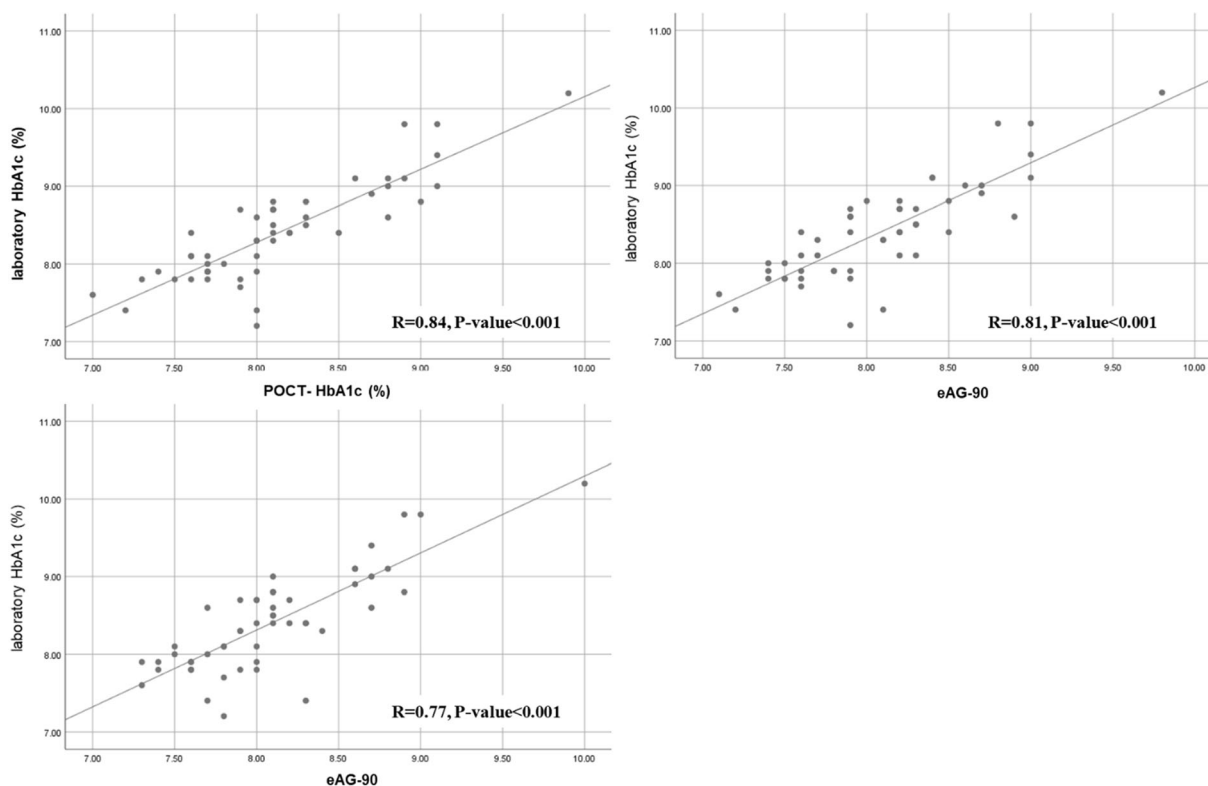 11.00
10.00
9.00
8.00
7.00
laboratory HbA1c (%)
R=0.84, P-value<0.001
7.00 7.50 8.00 8.50 9.00 9.50 10.00
POCT- HbA1c (%)
11.00
10.00
9.00
8.00
7.00
laboratory HbA1c (%)
R=0.81, P-value<0.001
7.00 7.50 8.00 8.50 9.00 9.50 10.00
eAG-90
11.00
10.00
9.00
8.00
7.00
laboratory HbA1c (%)
R=0.77, P-value<0.001
7.00 7.50 8.00 8.50 9.00 9.50 10.00
eAG-90